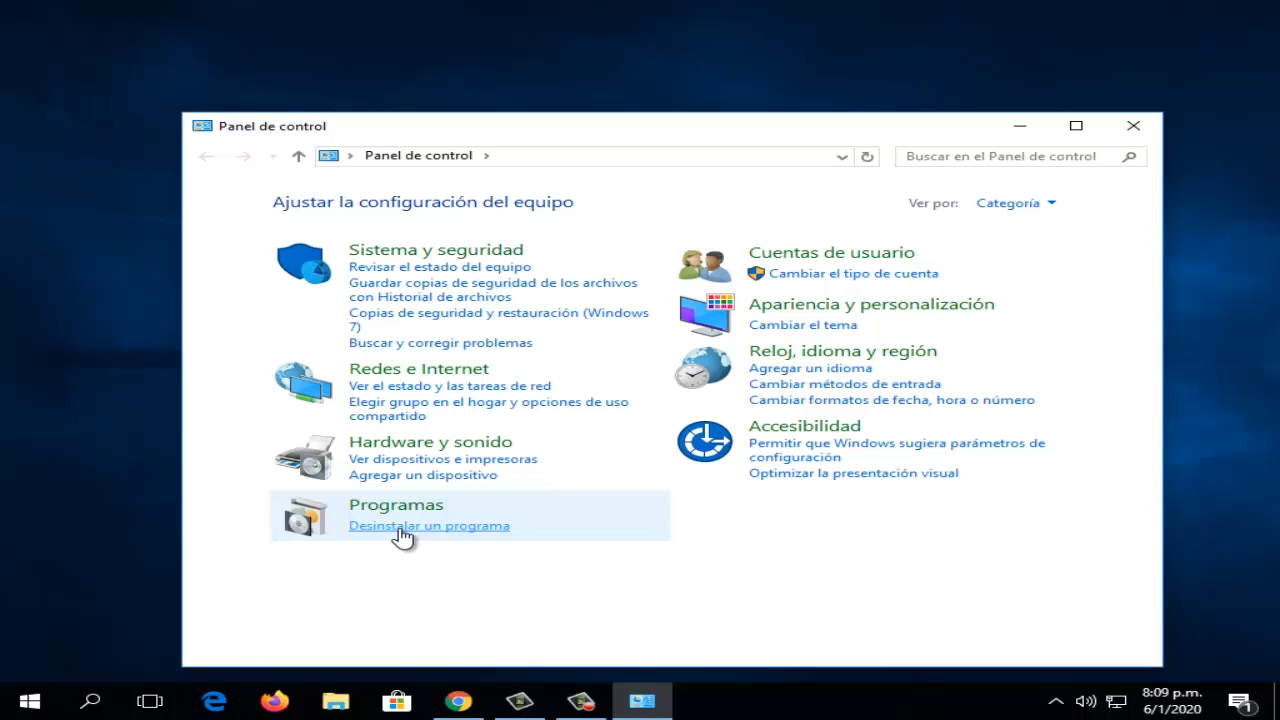 Panel de control
Panel de control
Buscar en el Panel de control
Ajustar la configuración del equipo
Ver por: Categoría
Sistema y seguridad
Revisar el estado del equipo
Guardar copias de seguridad de los archivos
con Historial de archivos
Copias de seguridad y restauración (Windows
7)
Buscar y corregir problemas
Redes e Internet
Ver el estado y las tareas de red
Elegir grupo en el hogar y opciones de uso
compartido
Hardware y sonido
Ver dispositivos e impresoras
Agregar un dispositivo
Programas
Desinstalar un programa
Cuentas de usuario
Cambiar el tipo de cuenta
Apariencia y personalización
Cambiar el tema
Reloj, idioma y región
Agregar un idioma
Cambiar métodos de entrada
Cambiar formatos de fecha, hora o número
Accesibilidad
Permitir que Windows sugiera parámetros de
configuración
Optimizar la presentación visual
8:09 p.m.
6/1/2020
1